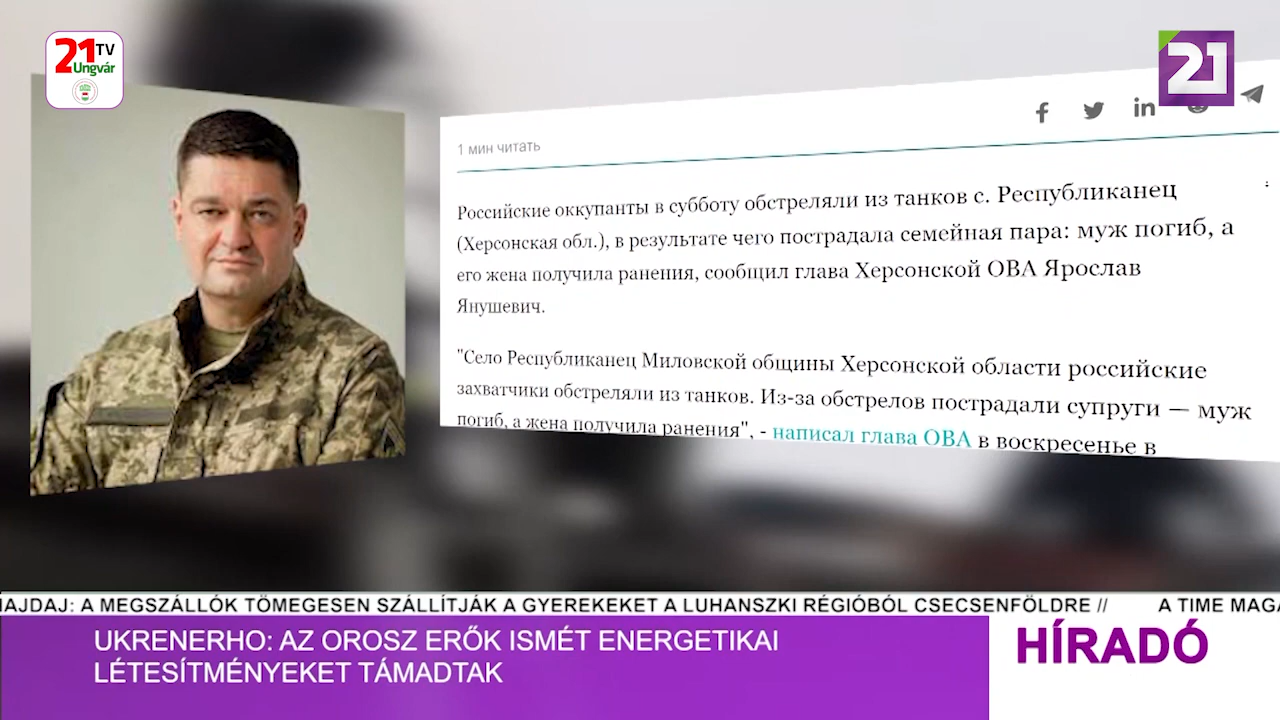 21 TV
Ungvár
21
1 мин читать
Российские оккупанты в субботу обстреляли из танков с. Республиканец
(Херсонская обл.), в результате чего пострадала семейная пара: муж погиб, а
его жена получила ранения, сообщил глава Херсонской ОВА Ярослав
Янушевич.
"Село Республиканец Миловской общины Херсонской области российские
захватчики обстреляли из танков. Из-за обстрелов пострадали супруги — муж
погиб, а жена получила ранения", - написал глава ОВА в воскресенье в
HAJDAJ: A MEGSZÁLLÓK TÖMEGESEN SZÁLLÍTJÁK A GYEREKEKET A LUHANSZKI RÉGIÓBÓL CSECSENFÖLDRE // A TIME
UKRENERHO: AZ OROSZ ERŐK ISMÉT ENERGETIKAI
LÉTESÍTMÉNYEKET TÁMADTAK
HÍRADÓ